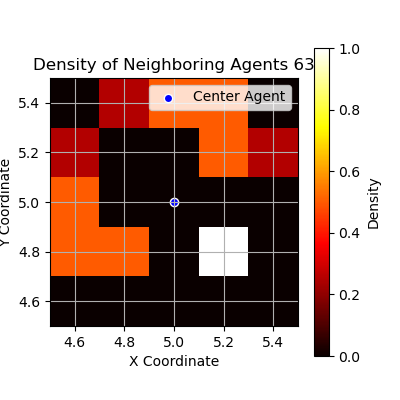 Density of Neighboring Agents 63
Center Agent
5.4
5.2
5.0
4.8
4.6
Y Coordinate
4.6 4.8 5.0 5.2 5.4
X Coordinate
1.0
0.8
0.6
0.4
0.2
0.0
Density